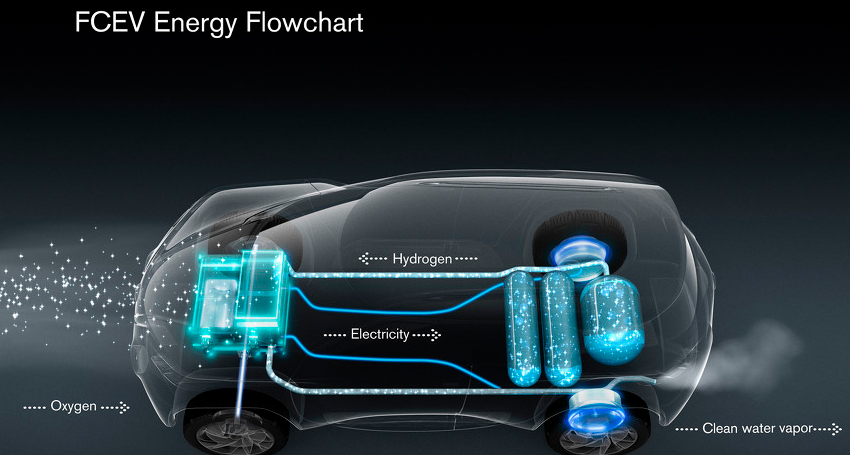 FCEV Energy Flowchart
Hydrogen
Electricity
Oxygen
Clean water vapor